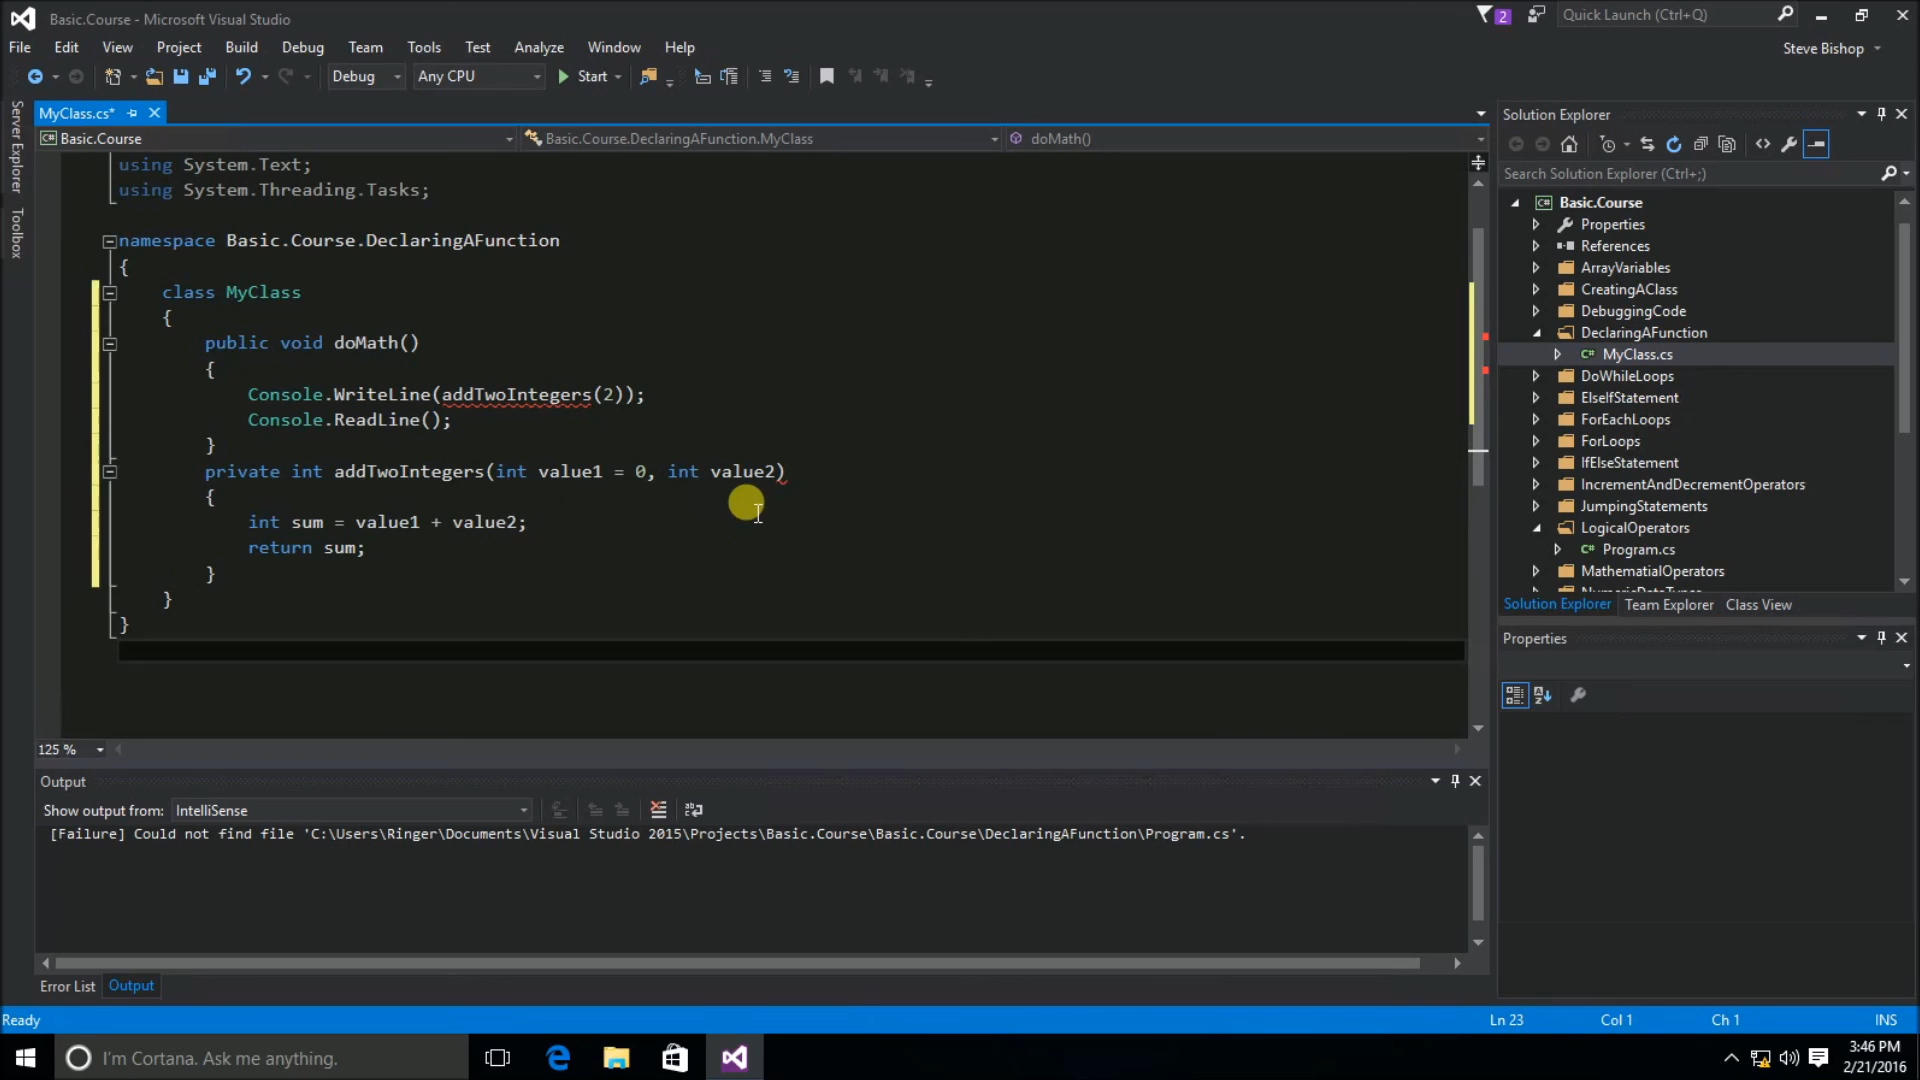 Basic.Course - Microsoft Visual Studio
2
Quick Launch (Ctrl+Q)
File Edit View Project Build Debug Team Tools Test Analyze Window Help
Steve Bishop
Debug Any CPU Start
Server Explorer
Toolbox
MyClass.cs*
Basic.Course
Basic.Course.DeclaringAFunction.MyClass
doMath()
using System.Text;
using System.Threading.Tasks;
namespace Basic.Course.DeclaringAFunction
{
class MyClass
{
public void doMath()
{
Console.WriteLine(addTwoIntegers(2));
Console.ReadLine();
}
private int addTwoIntegers(int value1 = 0, int value2)
{
int sum = value1 + value2;
return sum;
}
}
}
125 %
Output
Show output from: IntelliSense
[Failure] Could not find file 'C:\Users\Ringer\Documents\Visual Studio 2015\Projects\Basic.Course\Basic.Course\DeclaringAFunction\Program.cs'.
Error List Output
Solution Explorer
Search Solution Explorer (Ctrl+;)
Basic.Course
Properties
References
ArrayVariables
CreatingAClass
DebuggingCode
DeclaringAFunction
C# MyClass.cs
DoWhileLoops
ElseIfStatement
ForEachLoops
ForLoops
IfElseStatement
IncrementAndDecrementOperators
JumpingStatements
LogicalOperators
C# Program.cs
MathematialOperators
NumericDataTypes
Solution Explorer Team Explorer Class View
Properties
Ready
Ln 23 Col 1 Ch 1 INS
I'm Cortana. Ask me anything.
3:46 PM
2/21/2016